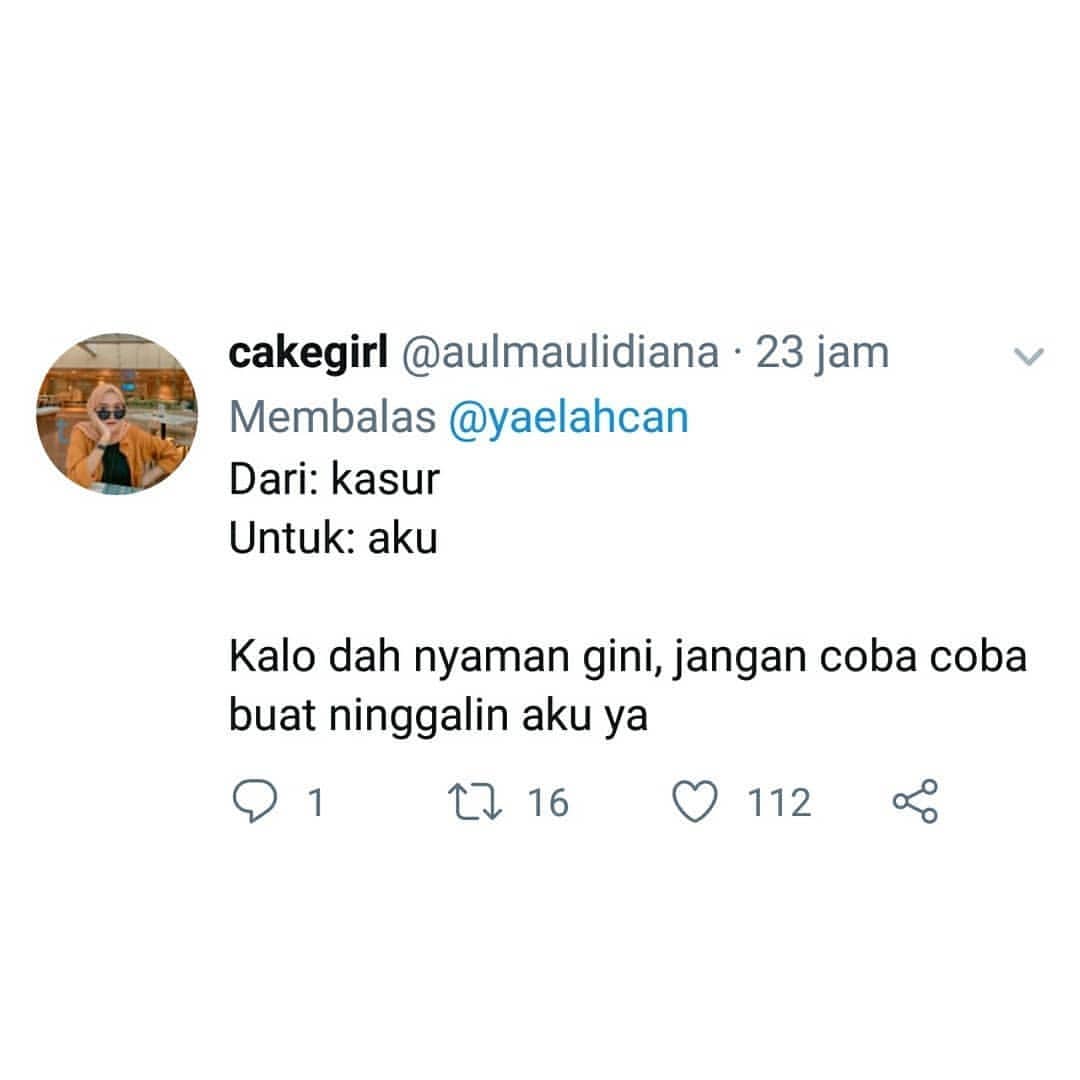 cakegirl @aulmaulidiana · 23 jam
Membalas @yaelahcan
Dari: kasur
Untuk: aku
Kalo dah nyaman gini, jangan coba coba
buat ninggalin aku ya
1 16 112